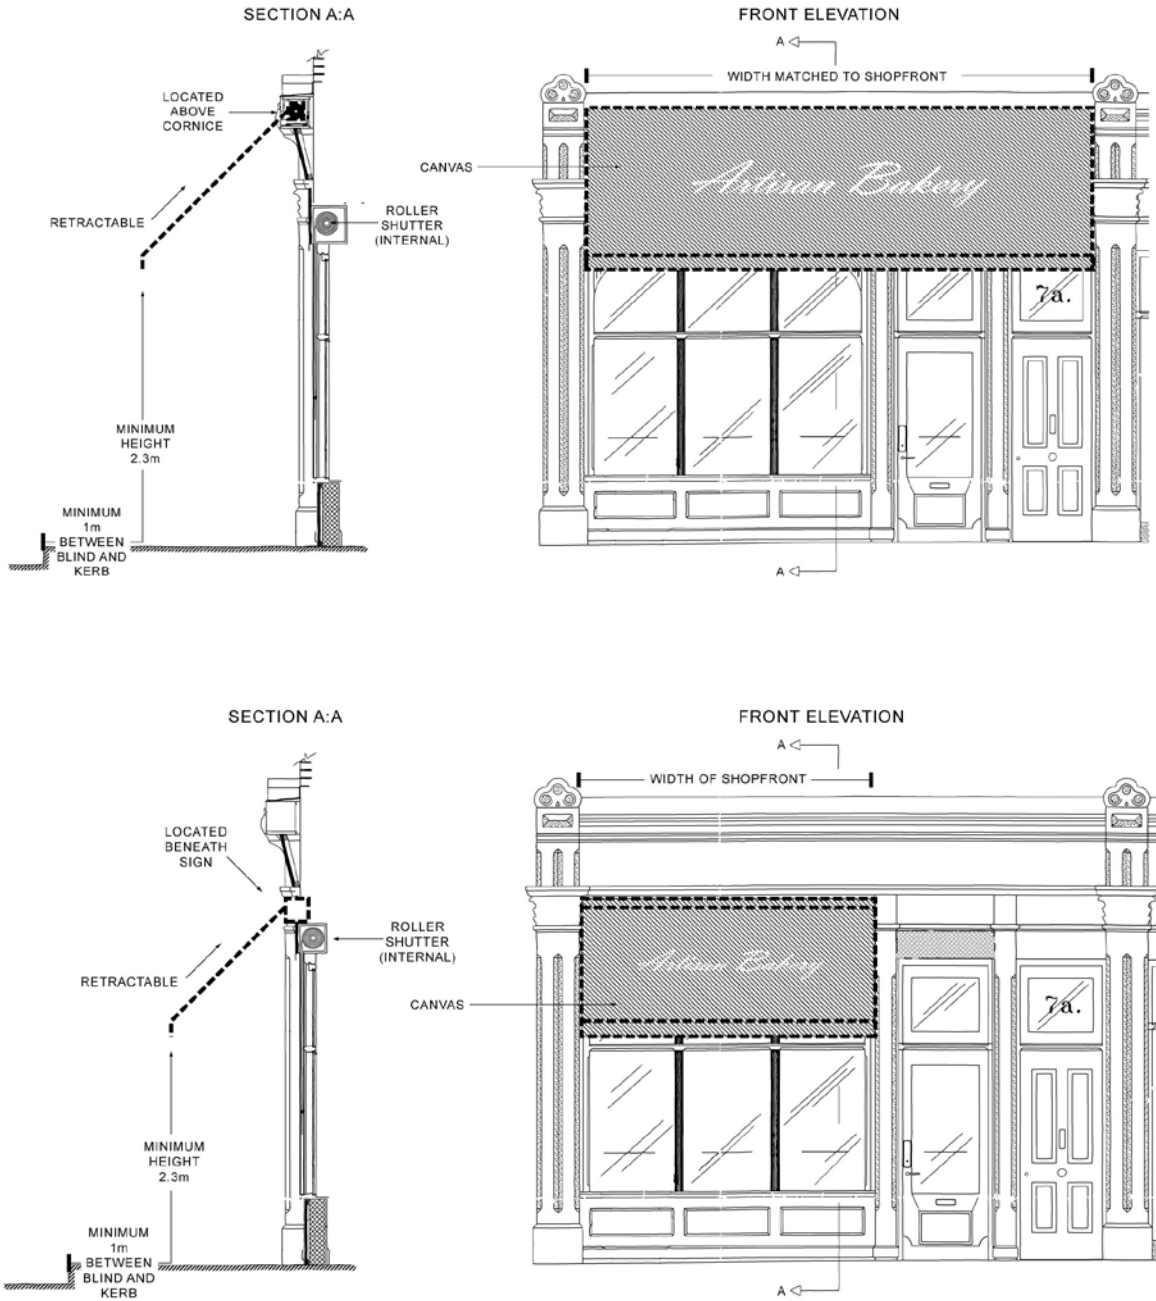 SECTION A:A
FRONT ELEVATION
A
WIDTH MATCHED TO SHOPFRONT
LOCATED
ABOVE
CORNICE
CANVAS
Artisan Bakery
RETRACTABLE
ROLLER
SHUTTER
(INTERNAL)
7a.
MINIMUM
HEIGHT
2.3m
MINIMUM
1m
BETWEEN
BLIND AND
KERB
A
SECTION A:A
FRONT ELEVATION
A
WIDTH OF SHOPFRONT
LOCATED
BENEATH
SIGN
ROLLER
SHUTTER
(INTERNAL)
Artisan Bakery
RETRACTABLE
CANVAS
7a.
MINIMUM
HEIGHT
2.3m
MINIMUM
1m
BETWEEN
BLIND AND
KERB
A